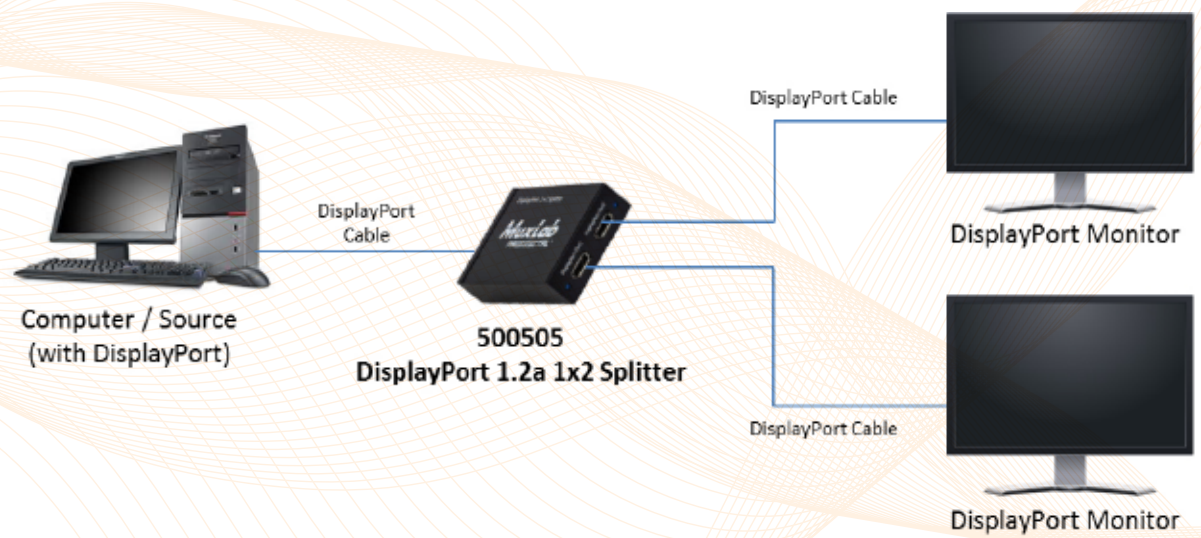 DisplayPort Cable
DisplayPort Monitor
DisplayPort
Cable
MuxLab
Computer / Source
(with DisplayPort)
500505
DisplayPort 1.2a 1x2 Splitter
DisplayPort Cable
DisplayPort Monitor